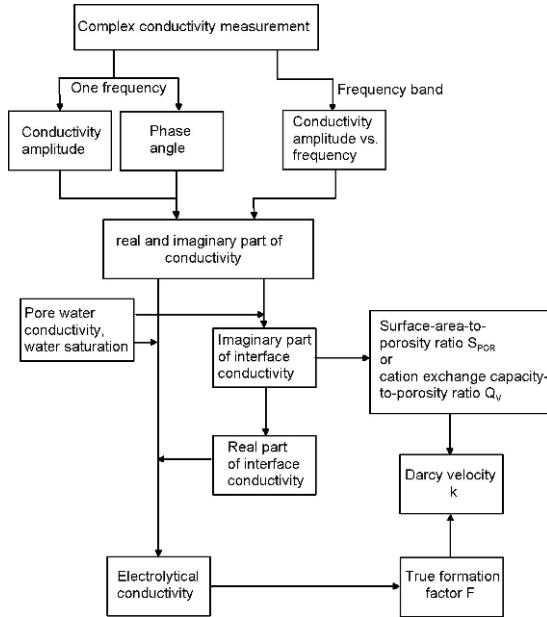 Complex conductivity measurement
One frequency
Frequency band
Conductivity
amplitude
Phase
angle
Conductivity
amplitude vs.
frequency
real and imaginary part of
conductivity
Pore water
conductivity,
water saturation
Imaginary part
of interface
conductivity
Surface-area-to-
porosity ratio SPOR
or
cation exchange capacity-
to-porosity ratio QV
Real part
of interface
conductivity
Darcy velocity
k
Electrolytical
conductivity
True formation
factor F